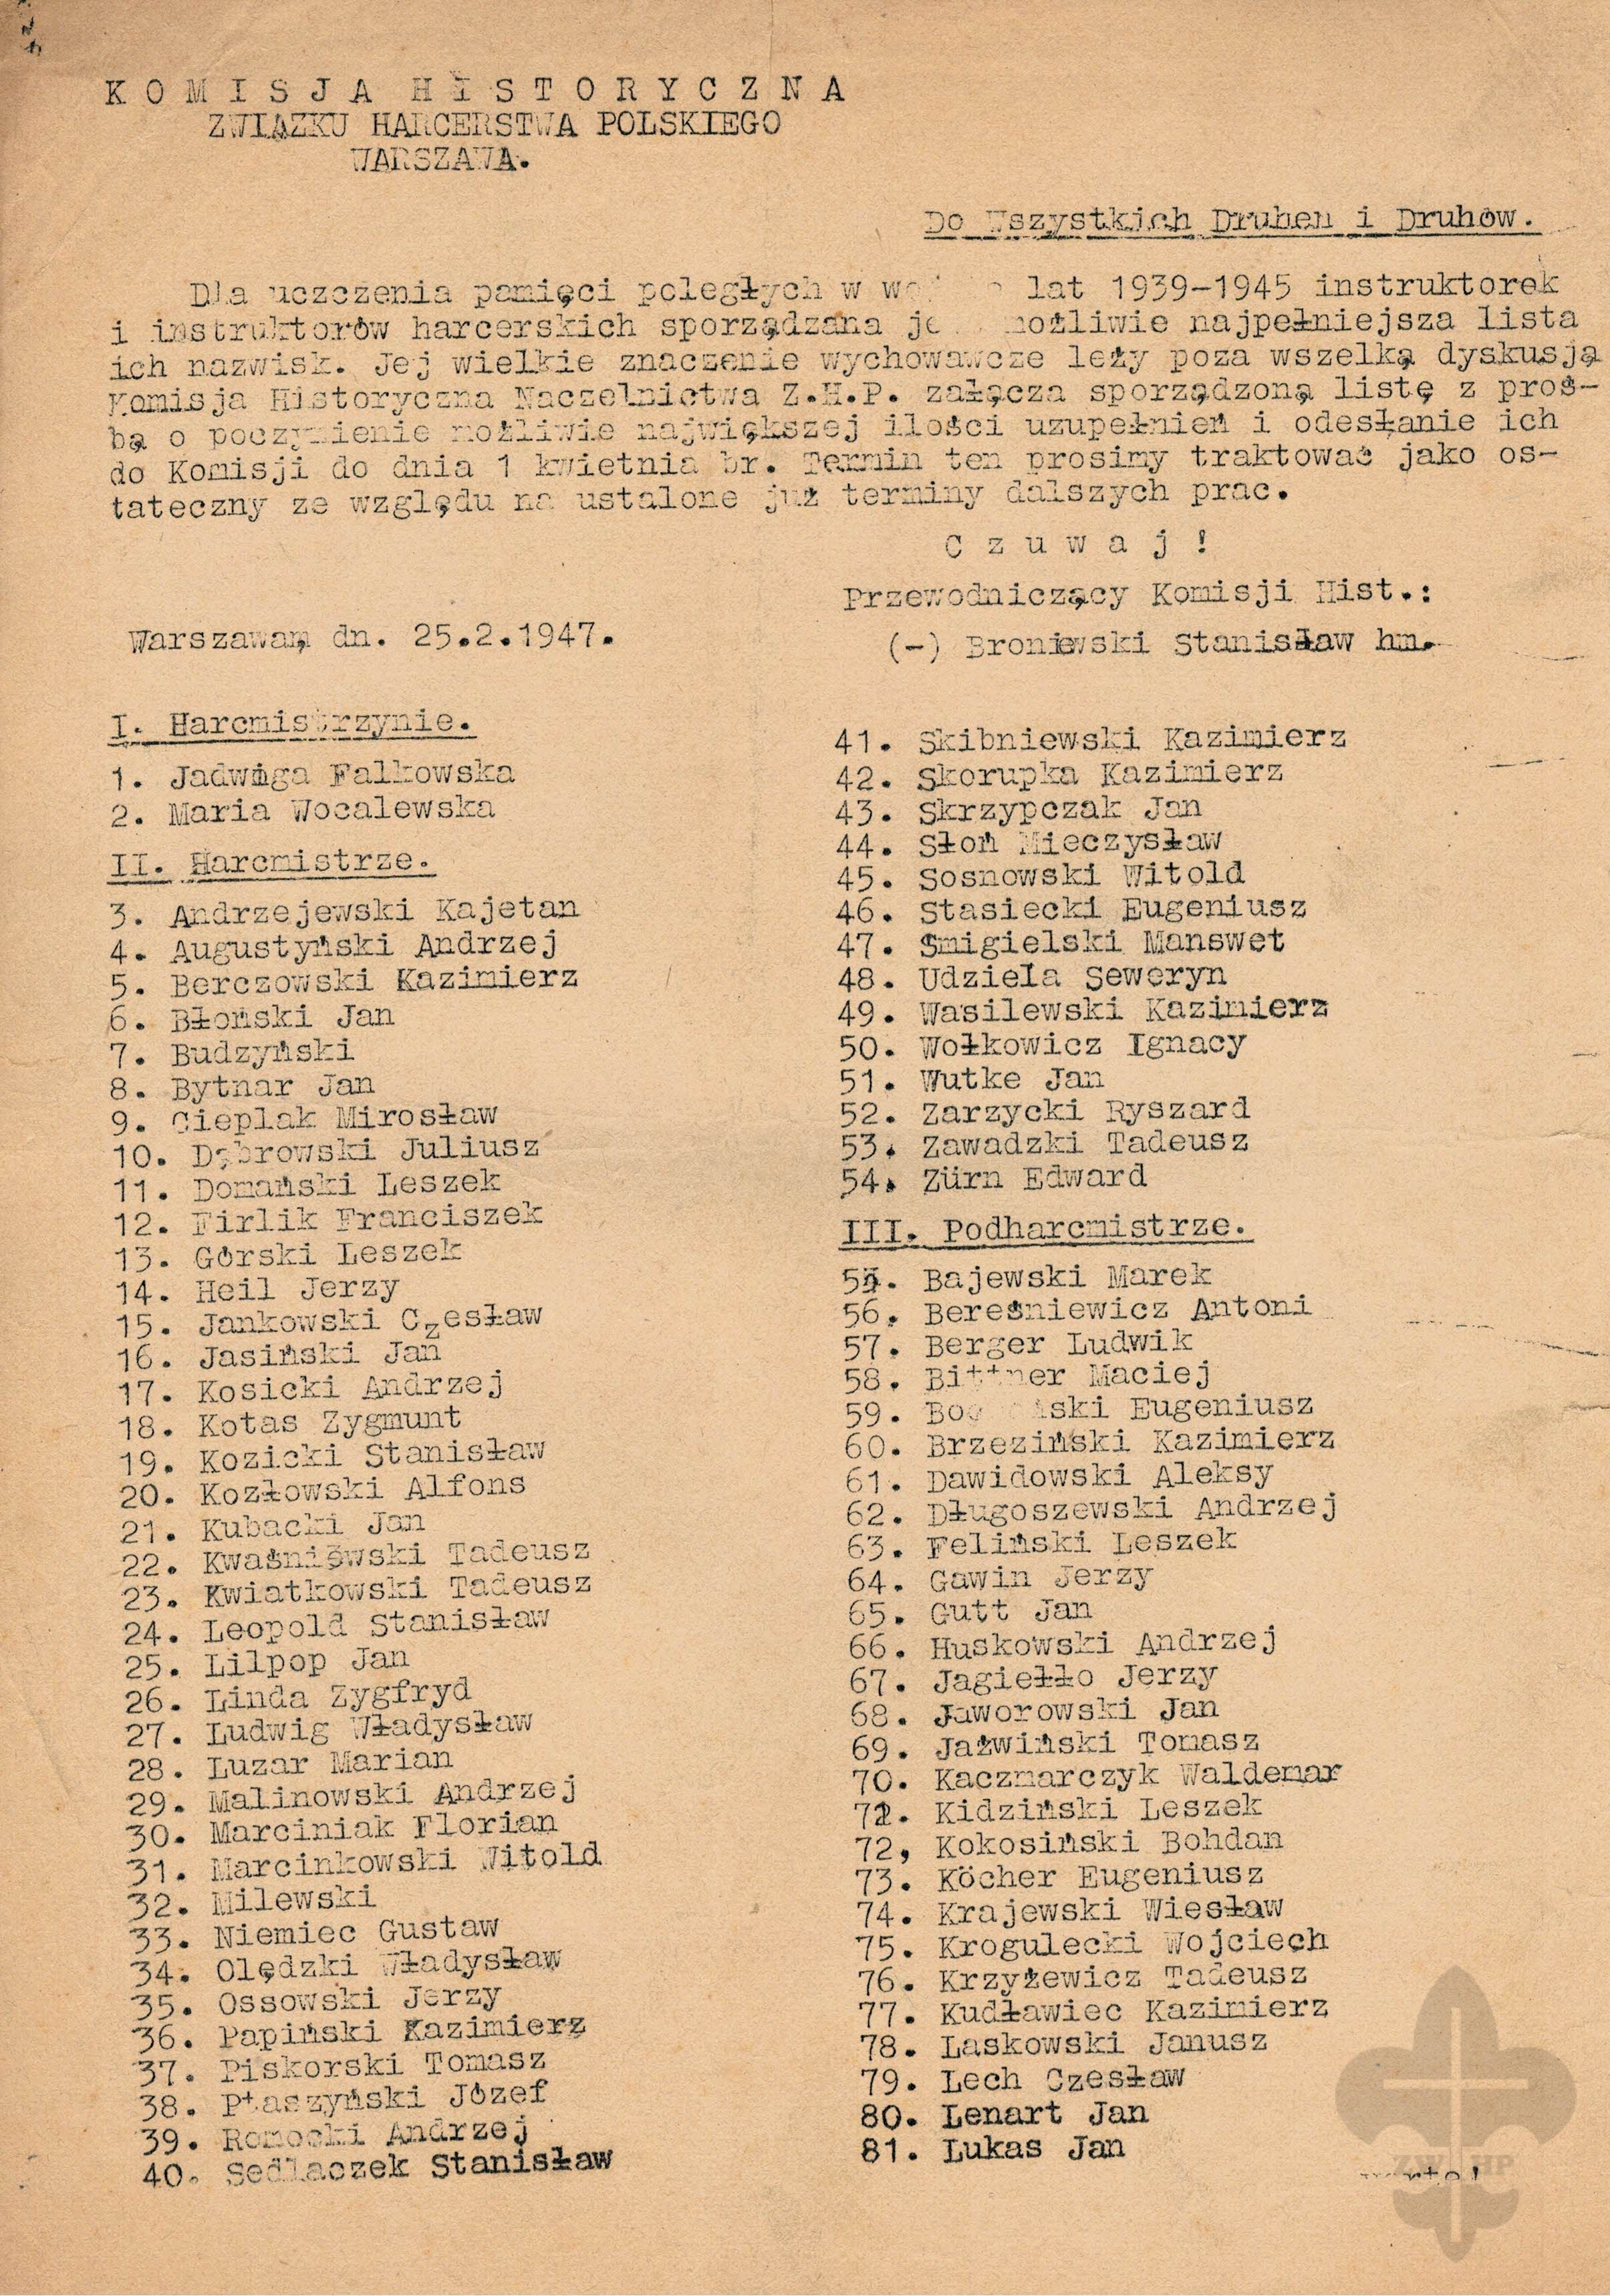 KOMISJA HISTORYCZNA
ZWIĄZKU HARCERSTWA POLSKIEGO
WARSZAWA.
Do Wszystkich Druhen i Druhów.
Dla uczczenia pamięci poległych w lat 1939-1945 instruktorek
i instruktorów harcerskich sporządzana możliwie najpełniejsza lista
ich nazwisk. Jej wielkie znaczenie wychowawcze leży poza wszelką dyskusją
Komisja Historyczna Naczelnictwa Z.H.P. załącza sporządzoną listę z proś-
bą o poczynienie możliwie największej ilości uzupełnień i odesłanie ich
do Komisji do dnia 1 kwietnia br. Termin ten prosimy traktować jako os-
tateczny ze względu na ustalone już terminy dalszych prac.
Czuwaj!
Przewodniczący Komisji Hist.:
Warszawaą dn. 25.2.1947.
(-) Broniewski Stanisław hm.
I. Harcmistrzynie.
1. Jadwiga Falkowska
2. Maria Wocalewska
II. Harcmistrze.
3. Andrzejewski Kajetan
4. Augustyński Andrzej
5. Berczowski Kazimierz
6. Błoński Jan
7. Budzyński
8. Bytnar Jan
9. Cieplak Mirosław
10. Dąbrowski Juliusz
11. Domański Leszek
12. Firlik Franciszek
13. Górski Leszek
14. Heil Jerzy
15. Jankowski Czesław
16. Jasiński Jan
17. Kosicki Andrzej
18. Kotas Zygmunt
19. Kozicki Stanisław
20. Kozłowski Alfons
21. Kubacki Jan
22. Kwaśniewski Tadeusz
23. Kwiatkowski Tadeusz
24. Leopold Stanisław
25. Lilpop Jan
26. Linda Zygfryd
27. Ludwig Władysław
28. Luzar Marian
29. Malinowski Andrzej
30. Marciniak Florian
31. Marcinkowski Witold
32. Milewski
33. Niemiec Gustaw
34. Olędzki Władysław
35. Ossowski Jerzy
36. Papiński Kazimierz
37. Piskorski Tomasz
38. Ptaszyński Józef
39. Romocki Andrzej
40. Sedlaczek Stanisław
41. Skibniewski Kazimierz
42. Skorupka Kazimierz
43. Skrzypczak Jan
44. Słoń Mieczysław
45. Sosnowski Witold
46. Stasiecki Eugeniusz
47. Śmigielski Manswet
48. Udziela Seweryn
49. Wasilewski Kazimierz
50. Wołkowicz Ignacy
51. Wutke Jan
52. Zarzycki Ryszard
53. Zawadzki Tadeusz
54. Zürn Edward
III. Podharcmistrze.
55. Bajewski Marek
56. Bereśniewicz Antoni
57. Berger Ludwik
58. Bittner Maciej
59. Eugeniusz
60. Brzeziński Kazimierz
61. Dawidowski Aleksy
62. Długoszewski Andrzej
63. Feliński Leszek
64. Gawin Jerzy
65. Gutt Jan
66. Huskowski Andrzej
67. Jagiełło Jerzy
68. Jaworowski Jan
69. Jaźwiński Tomasz
70. Kaczmarczyk Waldemar
71. Kidziński Leszek
72, Kokosiński Bohdan
73. Köcher Eugeniusz
74. Krajewski Wiesław
75. Krogulecki Wojciech
76. Krzyżewicz Tadeusz
77. Kudławiec Kazimierz
78. Laskowski Janusz
79. Lech Czesław
80. Lenart Jan
81. Lukas Jan